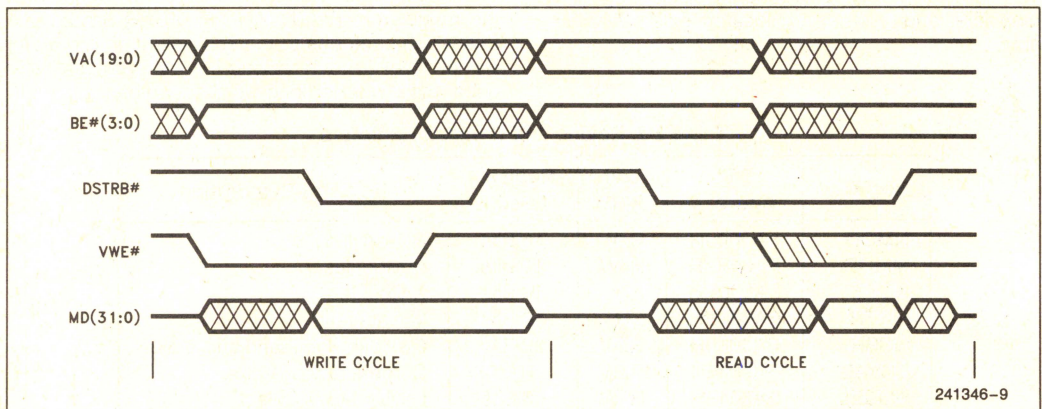 VA(19:0)
BE#(3:0)
DSTRB#
VWE#
MD(31:0)
WRITE CYCLE
READ CYCLE
241346-9